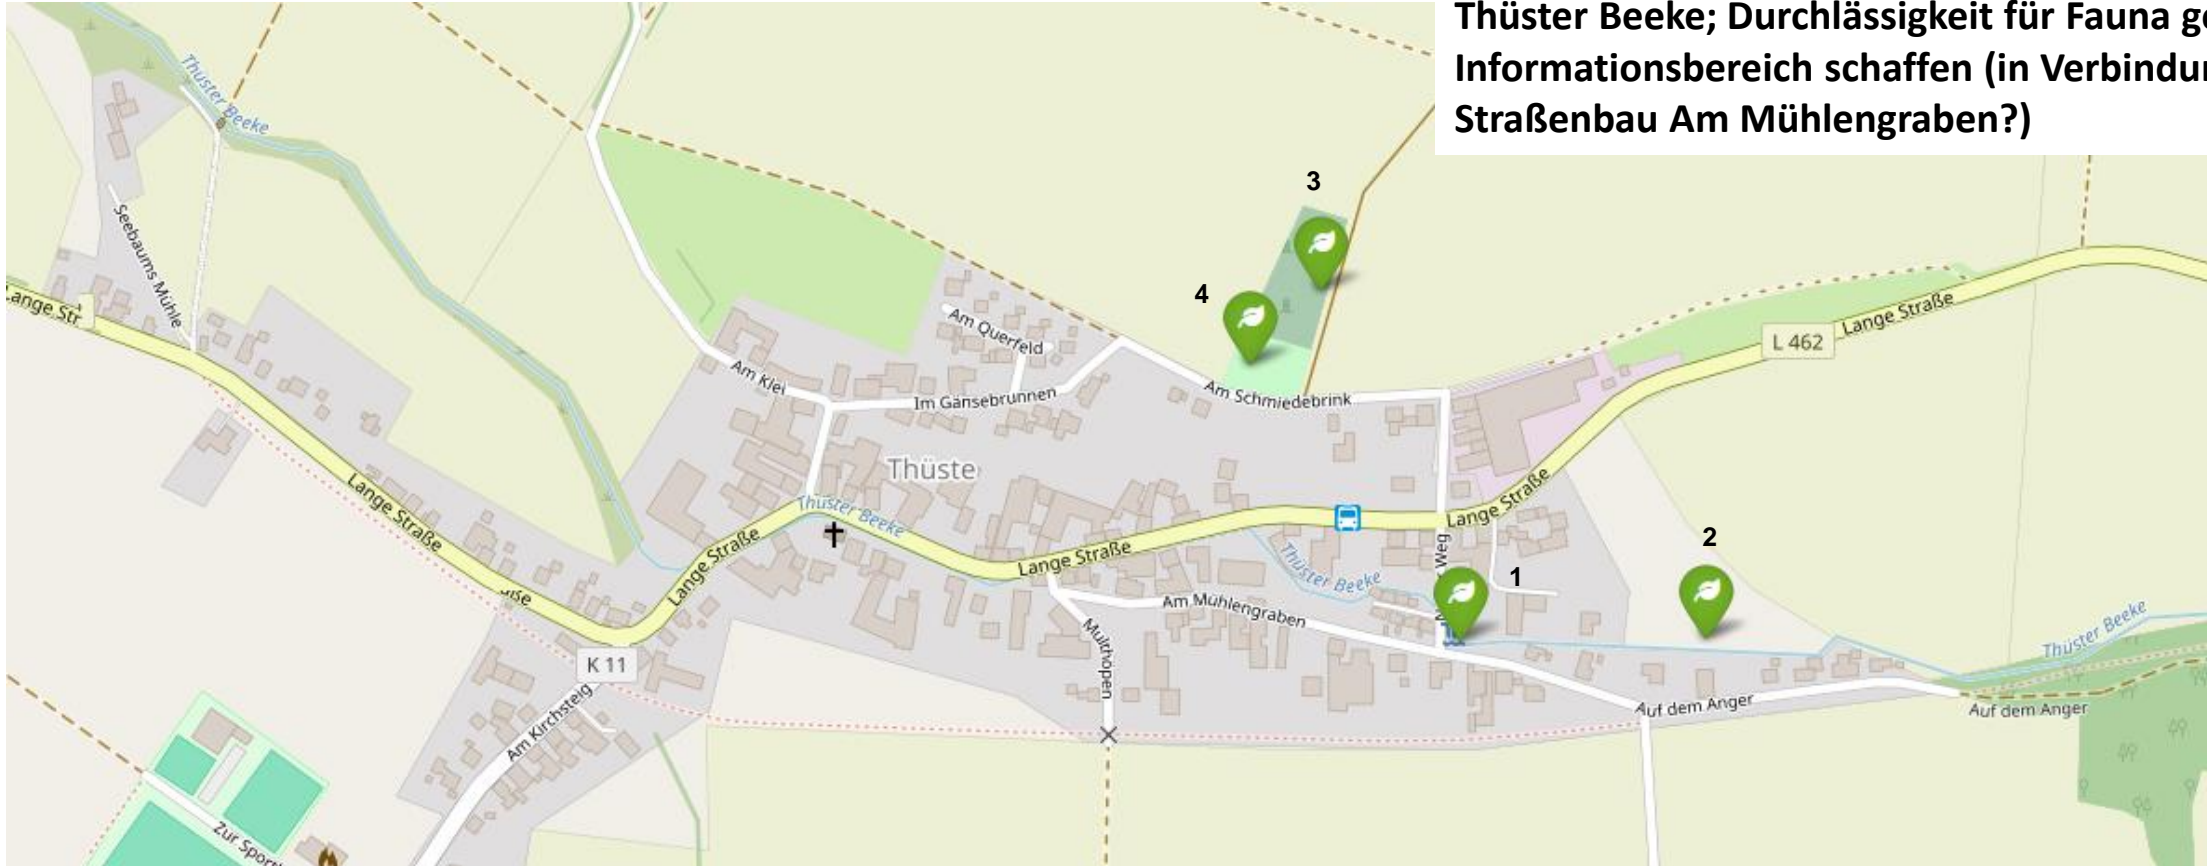 Thüster Beeke; Durchlässigkeit für Fauna
Informationsbereich schaffen (in
Straßenbau Am Mühlengraben?)
Thüster Beeke
Seebaums Mühle
Lange Str
3
4
Am Querfeld
Am Klei
Im Gänsebrunnen
Am Schmiedebrink
L 462
Lange Straße
Thüste
Lange Straße
Thüster Beeke
Lange Straße
Lange Straße
Lange Straße
Weg
Thüster Beeke
1
2
Am Mühlengraben
Multhöpen
Thüster Beeke
K 11
Am Kirchsteig
Auf dem Anger
Auf dem Anger
Zur